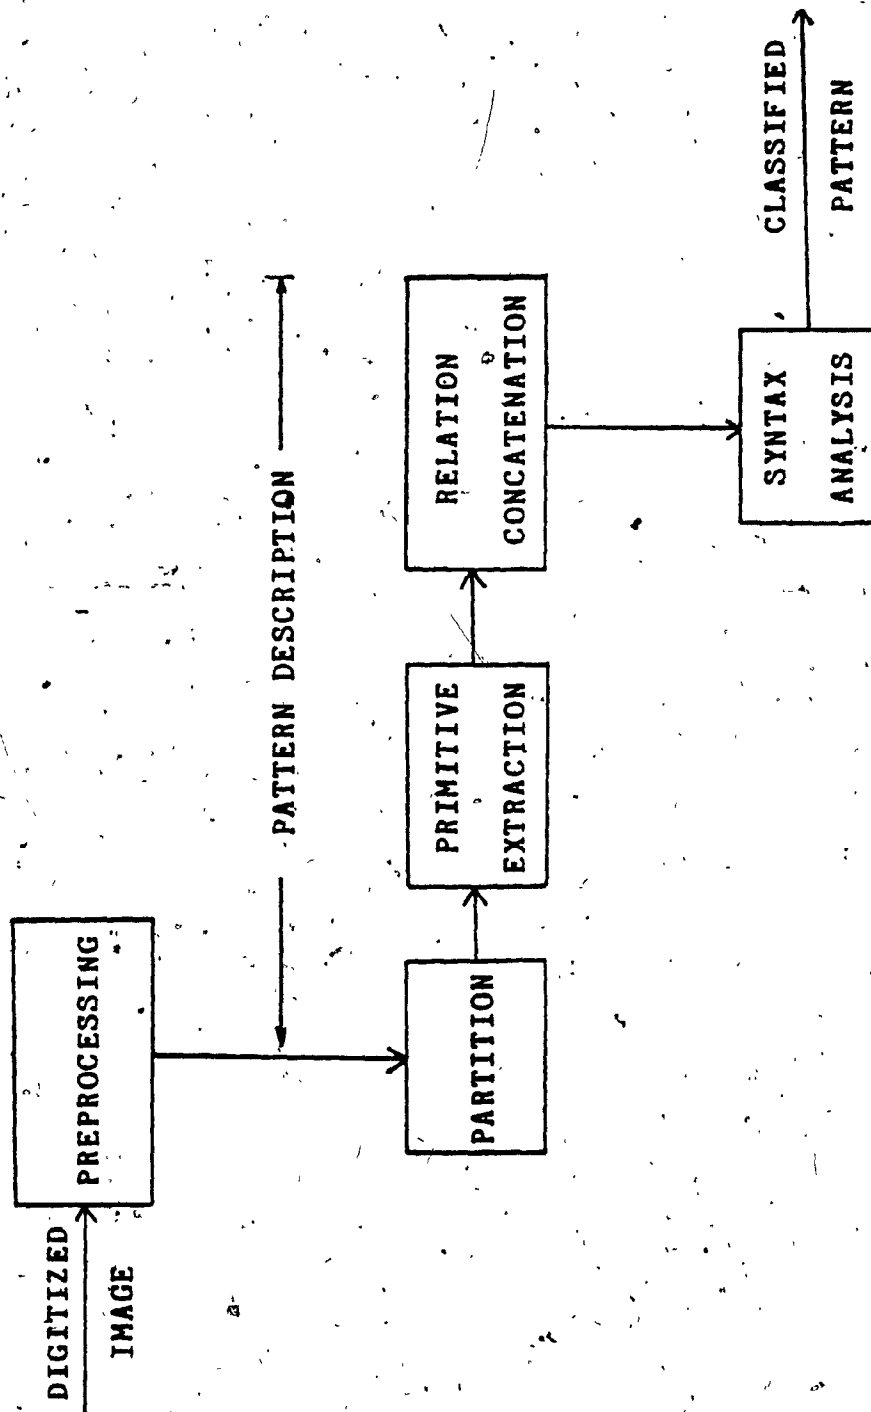 DIGITIZED
IMAGE
PREPROCESSING
PATTERN DESCRIPTION
PARTITION
PRIMITIVE
EXTRACTION
RELATION
CONCATENATION
SYNTAX
ANALYSIS
CLASSIFIED
PATTERN